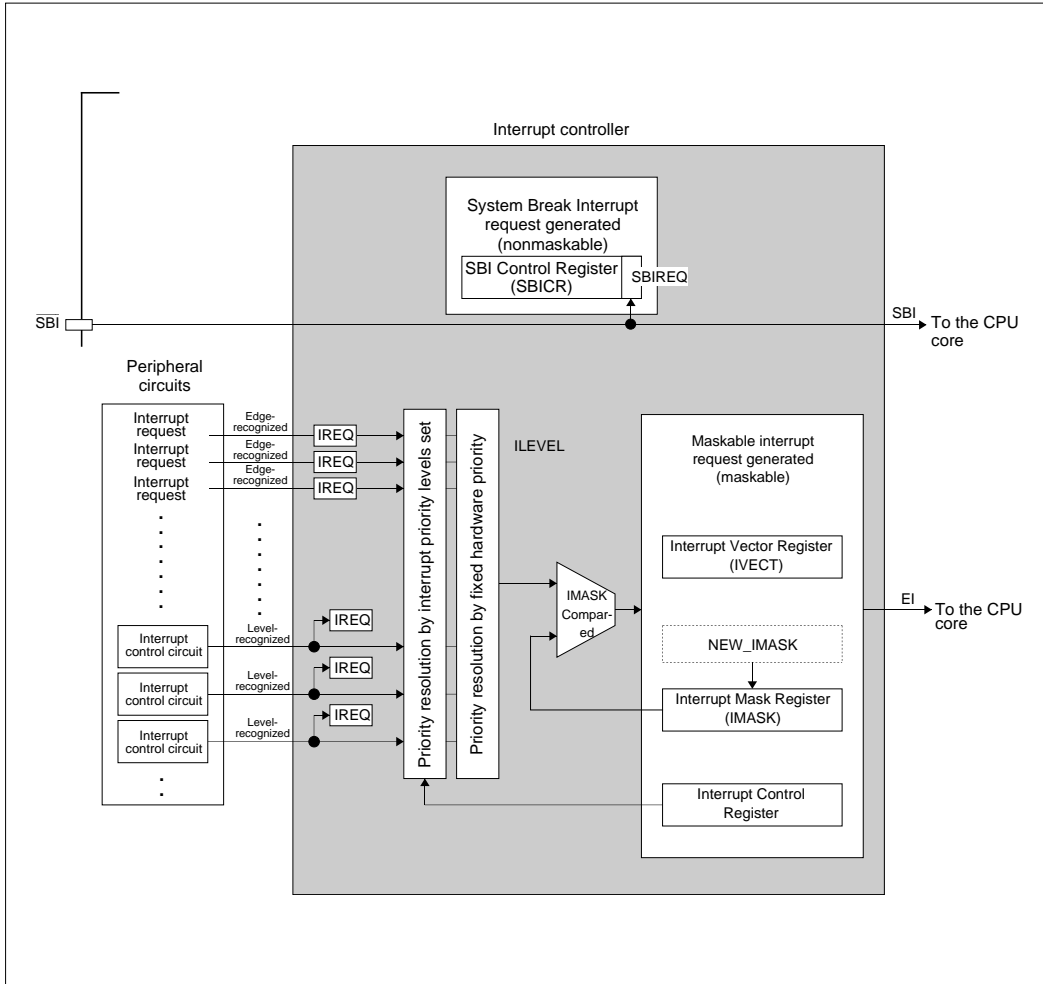 Interrupt controller
System Break Interrupt
request generated
(nonmaskable)
SBI Control Register
(SBICR)
SBIREQ
SBI
SBI
To the CPU
core
Peripheral
circuits
Interrupt
request
Edge-
recognized
IREQ
Interrupt
request
Edge-
recognized
IREQ
Interrupt
request
Edge-
recognized
IREQ
Interrupt
control circuit
Level-
recognized
IREQ
Interrupt
control circuit
Level-
recognized
IREQ
Interrupt
control circuit
Level-
recognized
IREQ
Priority resolution by interrupt priority levels set
Priority resolution by fixed hardware priority
ILEVEL
IMASK
Compar-
ed
Maskable interrupt
request generated
(maskable)
Interrupt Vector Register
(IVECT)
NEW_IMASK
Interrupt Mask Register
(IMASK)
Interrupt Control
Register
EI
To the CPU
core